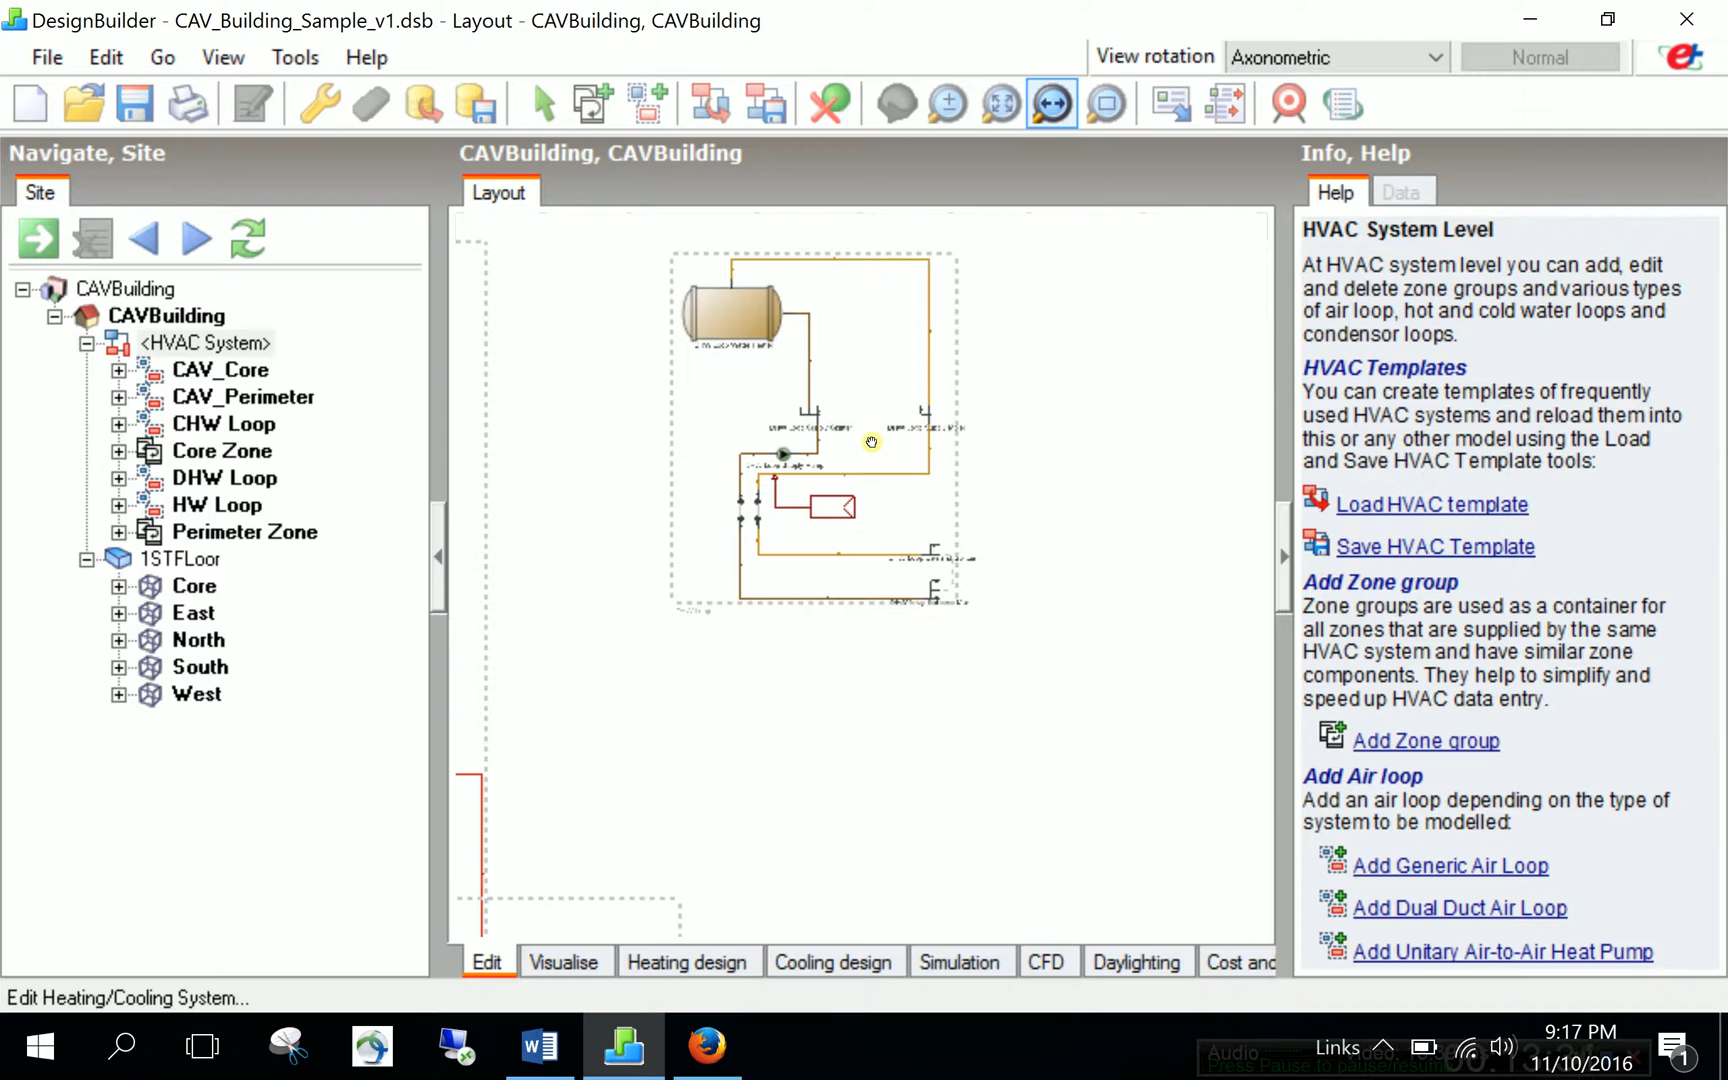 DesignBuilder - CAV_Building_Sample_v1.dsb - Layout - CAVBuilding, CAVBuilding
File Edit Go View Tools Help
View rotation Axonometric Normal
Navigate, Site
Site
CAVBuilding
CAVBuilding
<HVAC System>
CAV_Core
CAV_Perimeter
CHW Loop
Core Zone
DHW Loop
HW Loop
Perimeter Zone
1STFloor
Core
East
North
South
West
CAVBuilding, CAVBuilding
Layout
Edit Visualise Heating design Cooling design Simulation CFD Daylighting Cost and
Info, Help
Help Data
HVAC System Level
At HVAC system level you can add, edit
and delete zone groups and various types
of air loop, hot and cold water loops and
condensor loops.
HVAC Templates
You can create templates of frequently
used HVAC systems and reload them into
this or any other model using the Load
and Save HVAC Template tools:
Load HVAC template
Save HVAC Template
Add Zone group
Zone groups are used as a container for
all zones that are supplied by the same
HVAC system and have similar zone
components. They help to simplify and
speed up HVAC data entry.
Add Zone group
Add Air loop
Add an air loop depending on the type of
system to be modelled:
Add Generic Air Loop
Add Dual Duct Air Loop
Add Unitary Air-to-Air Heat Pump
Edit Heating/Cooling System...
Links
9:17 PM
11/10/2016
1
Audio
Press Pause to pause/resume